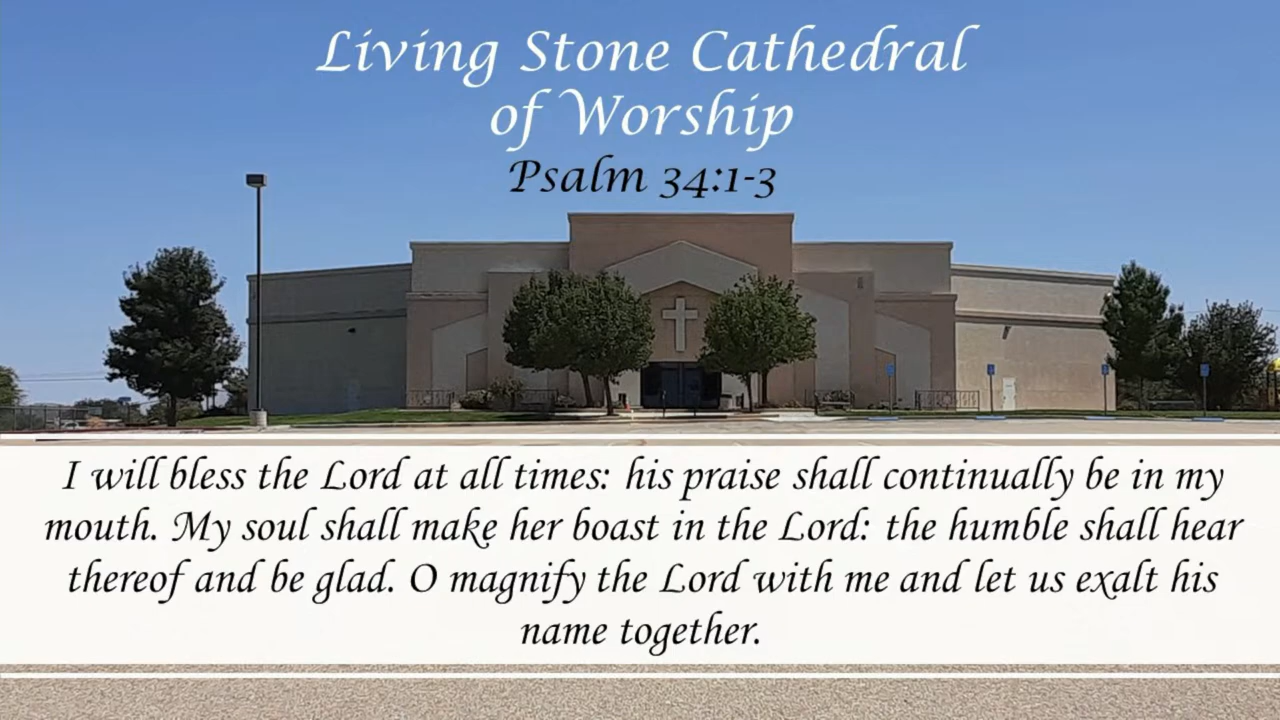 Living Stone Cathedral
of Worship
Psalm 34:1-3
I will bless the Lord at all times: his praise shall continually be in my
mouth. My soul shall make her boast in the Lord: the humble shall hear
thereof and be glad. O magnify the Lord with me and let us exalt his
name together.